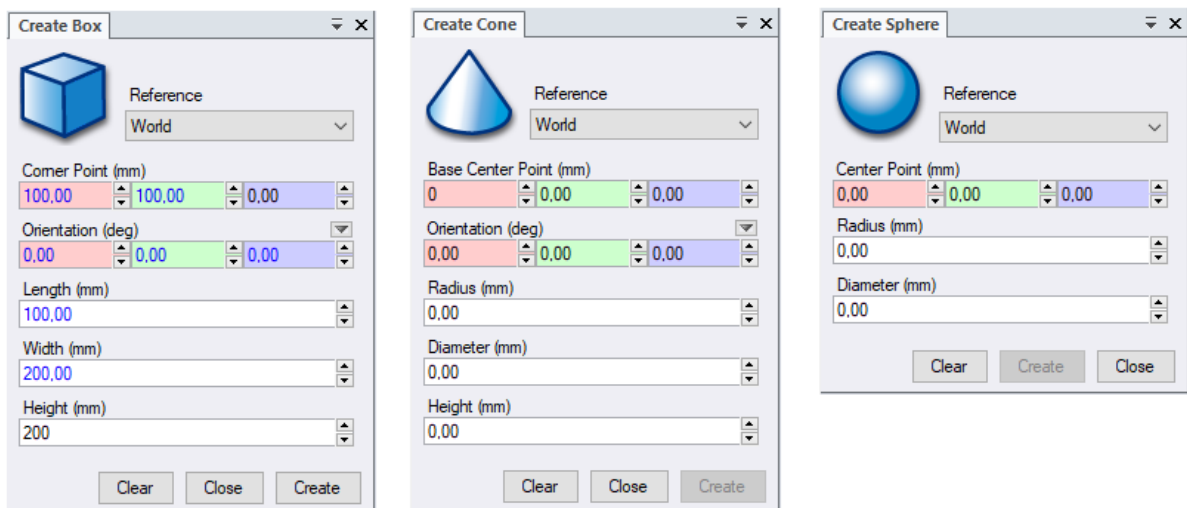 Create Box
Reference
World
Corner Point (mm)
100,00 100,00 0,00
Orientation (deg)
0,00 0,00 0,00
Length (mm)
100,00
Width (mm)
200,00
Height (mm)
200
Clear Close Create
Create Cone
Reference
World
Base Center Point (mm)
0 0,00 0,00
Orientation (deg)
0,00 0,00 0,00
Radius (mm)
0,00
Diameter (mm)
0,00
Height (mm)
0,00
Clear Close Create
Create Sphere
Reference
World
Center Point (mm)
0,00 0,00 0,00
Radius (mm)
0,00
Diameter (mm)
0,00
Clear Create Close